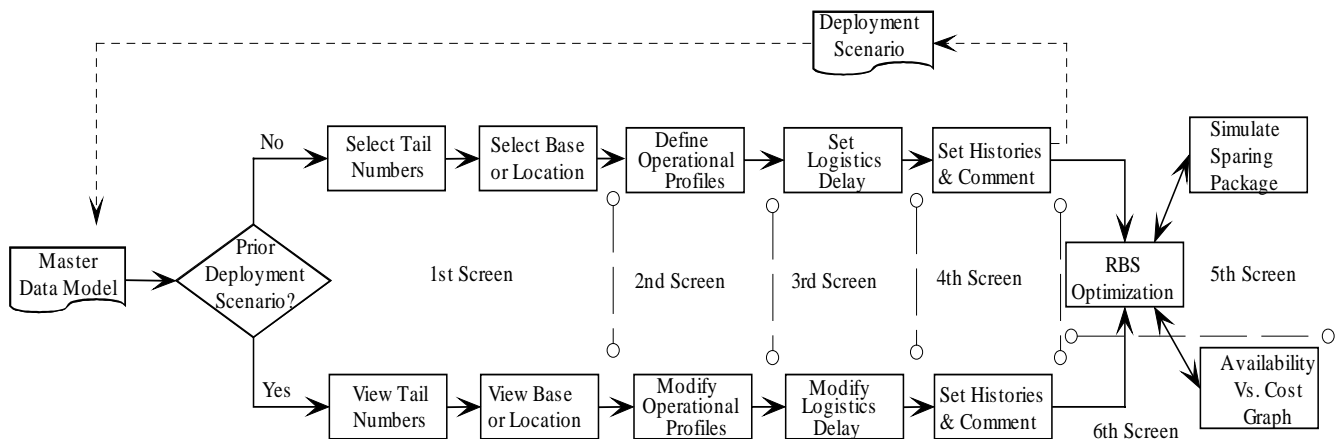 Deployment
Scenario
No
Select Tail
Numbers
Select Base
or Location
Define
Operational
Profiles
Set
Logistics
Delay
Set Histories
& Comment
Simulate
Sparing
Package
Master
Data Model
Prior
Deployment
Scenario?
1st Screen
2nd Screen
3rd Screen
4th Screen
RBS
Optimization
5th Screen
Yes
View Tail
Numbers
View Base
or Location
Modify
Operational
Profiles
Modify
Logistics
Delay
Set Histories
& Comment
6th Screen
Availability
Vs. Cost
Graph